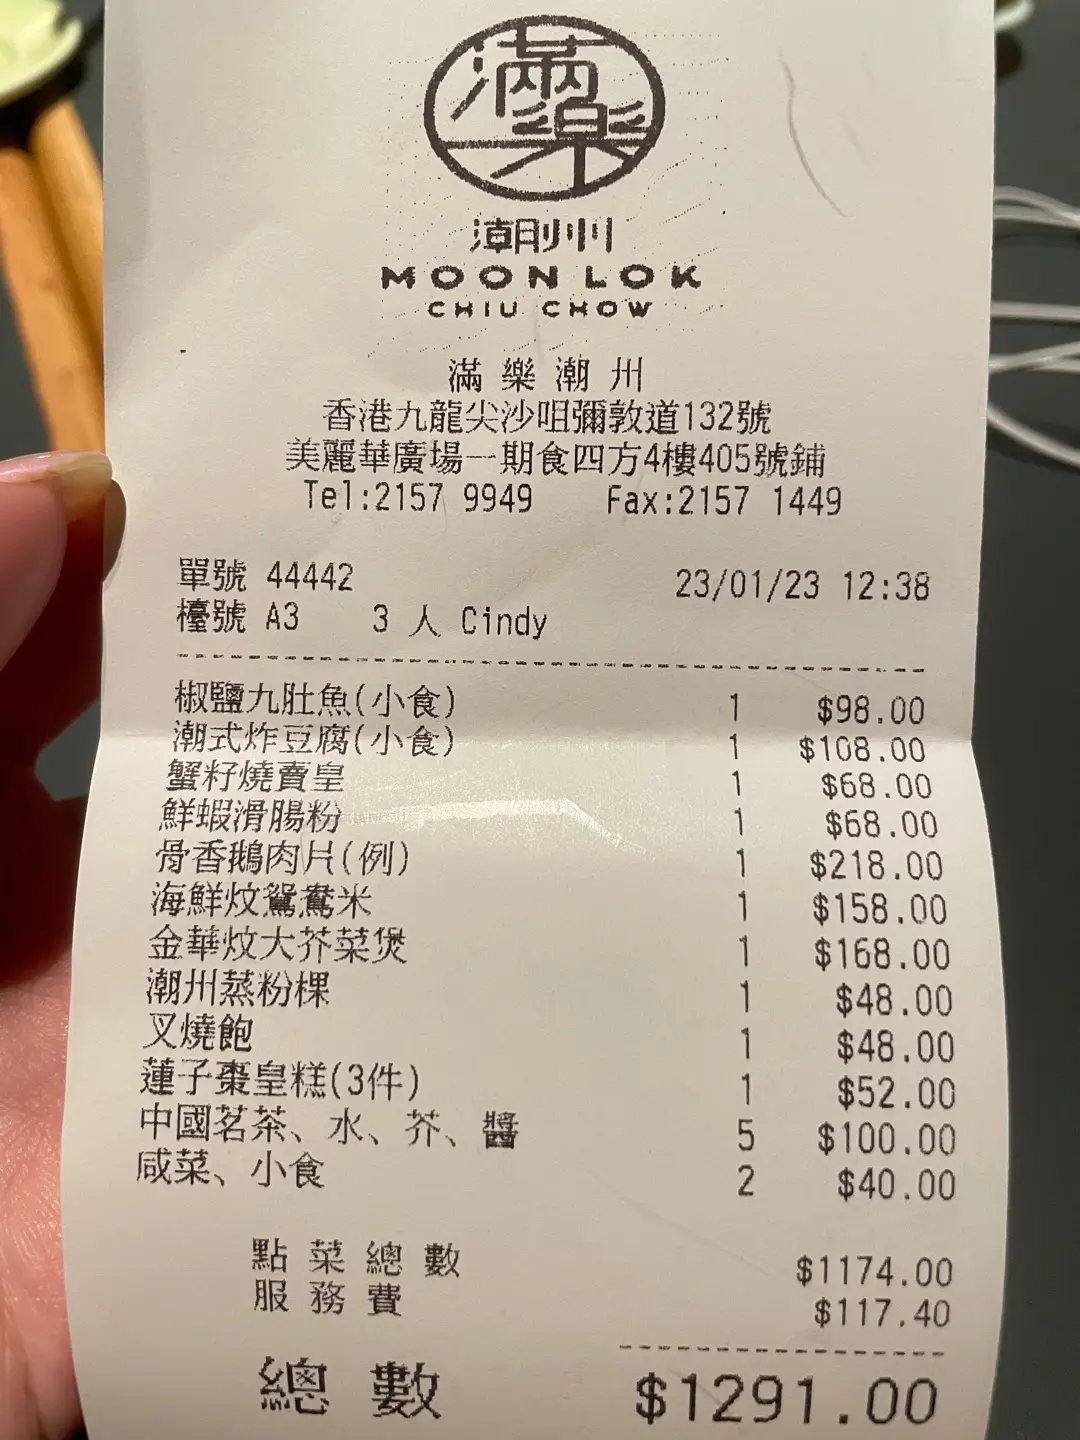 滿樂
潮州
MOON LOK
CHIU CHOW
滿樂潮州
香港九龍尖沙咀彌敦道132號
美麗華廣場一期食四方4樓405號鋪
Tel:2157 9949 Fax:2157 1449
單號 44442 23/01/23 12:38
檯號 A3 3 人 Cindy
椒鹽九肚魚(小食) 1 $98.00
潮式炸豆腐(小食) 1 $108.00
蟹籽燒賣皇 1 $68.00
鮮蝦滑腸粉 1 $68.00
骨香鵝肉片(例) 1 $218.00
海鮮炆鴛鴦米 1 $158.00
金華炆大芥菜煲 1 $168.00
潮州蒸粉粿 1 $48.00
叉燒飽 1 $48.00
蓮子棗皇糕(3件) 1 $52.00
中國茗茶、水、芥、醬 5 $100.00
咸菜、小食 2 $40.00
點菜總數 $1174.00
服務費 $117.40
總數 $1291.00